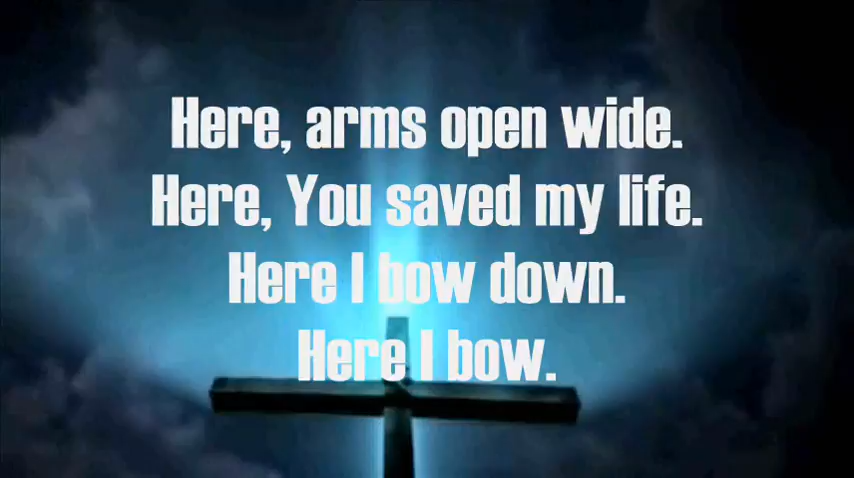 Here, arms open wide.
Here, You saved my life.
Here I bow down.
Here I bow.